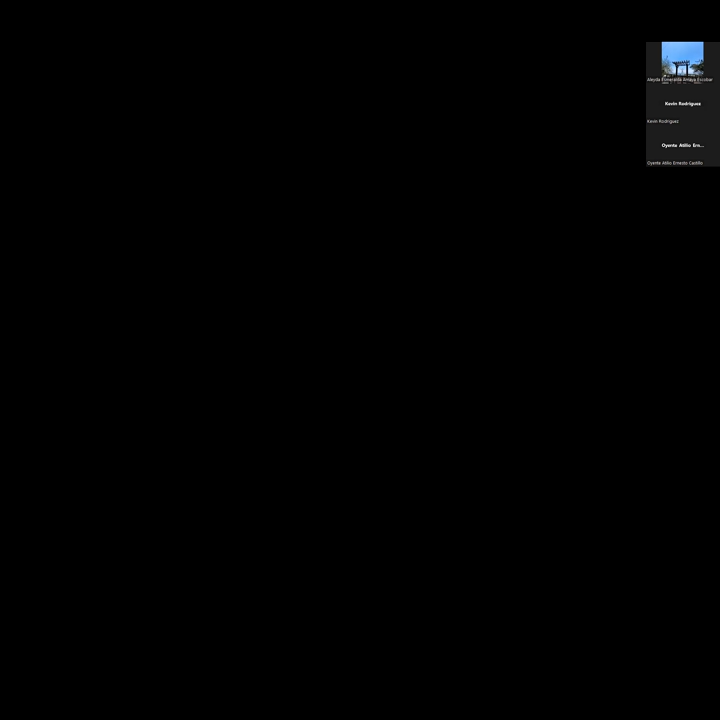 Aleyda Esmeralda Amaya Escobar
Kevin Rodriguez
Kevin Rodriguez
Oyente Atilio Ern...
Oyente Atilio Ernesto Castillo